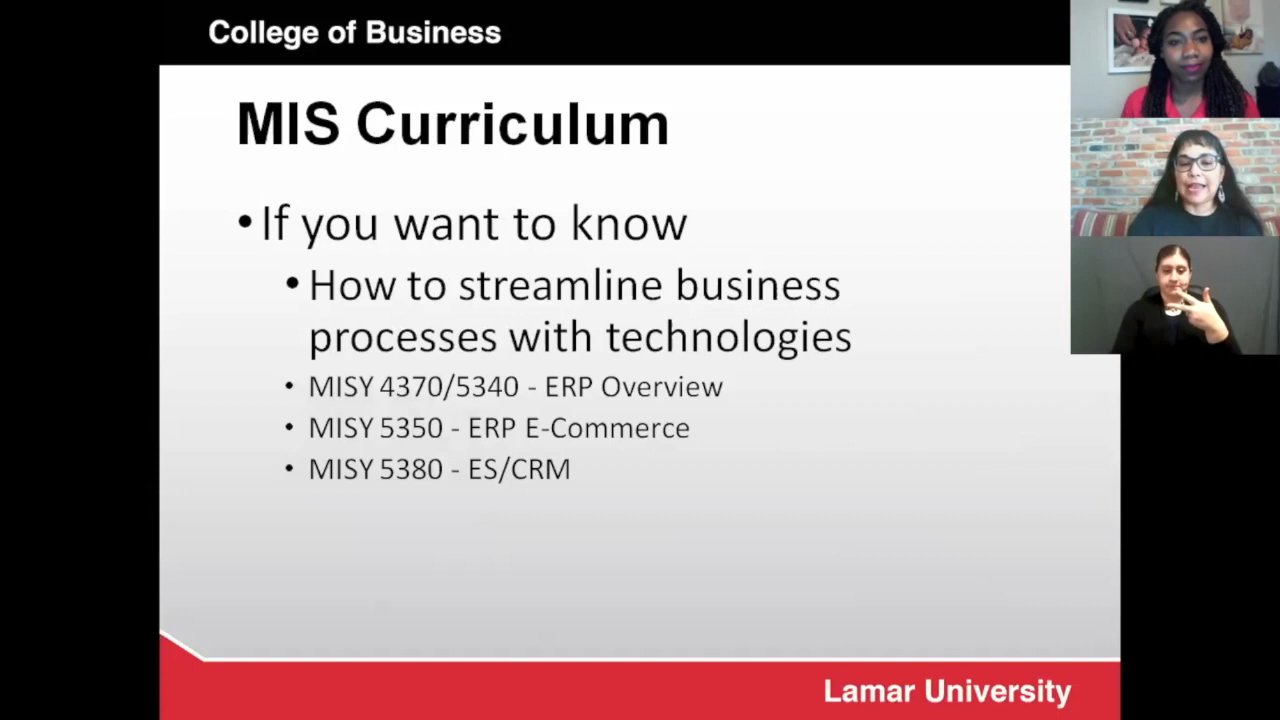 College of Business
MIS Curriculum
•If you want to know
•How to streamline business
processes with technologies
• MISY 4370/5340 - ERP Overview
• MISY 5350 - ERP E-Commerce
• MISY 5380 - ES/CRM
Lamar University